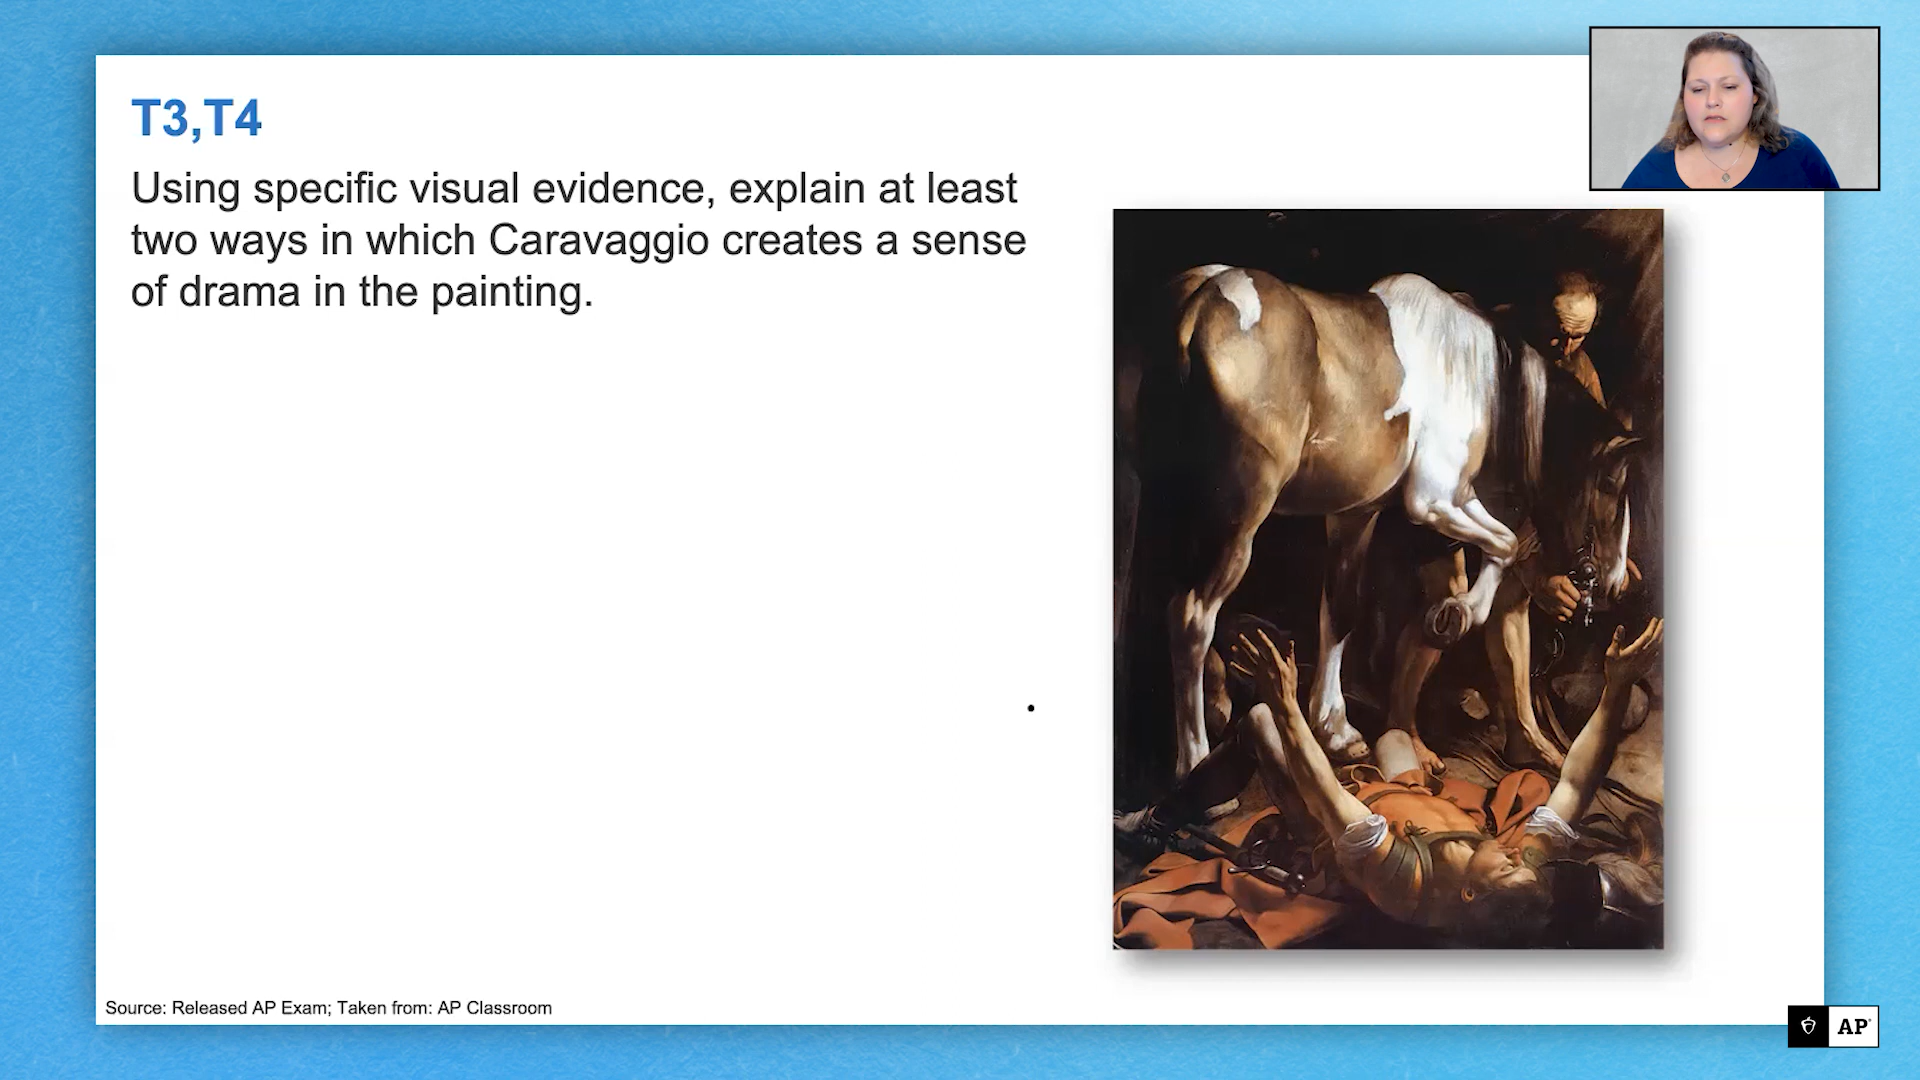 T3,T4
Using specific visual evidence, explain at least
two ways in which Caravaggio creates a sense
of drama in the painting.
Source: Released AP Exam; Taken from: AP Classroom
AP